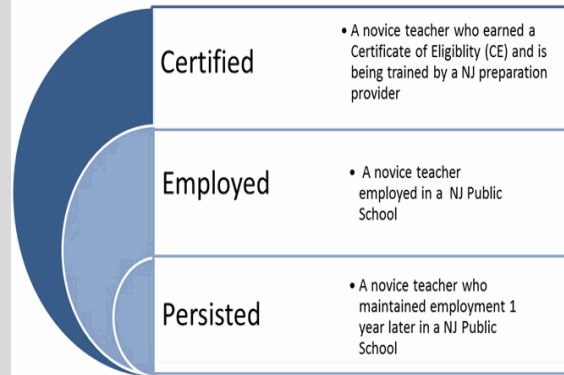 Certified
• A novice teacher who earned a
Certificate of Eligiblity (CE) and is
being trained by a NJ preparation
provider
Employed
• A novice teacher
employed in a NJ Public
School
Persisted
• A novice teacher who
maintained employment 1
year later in a NJ Public
School